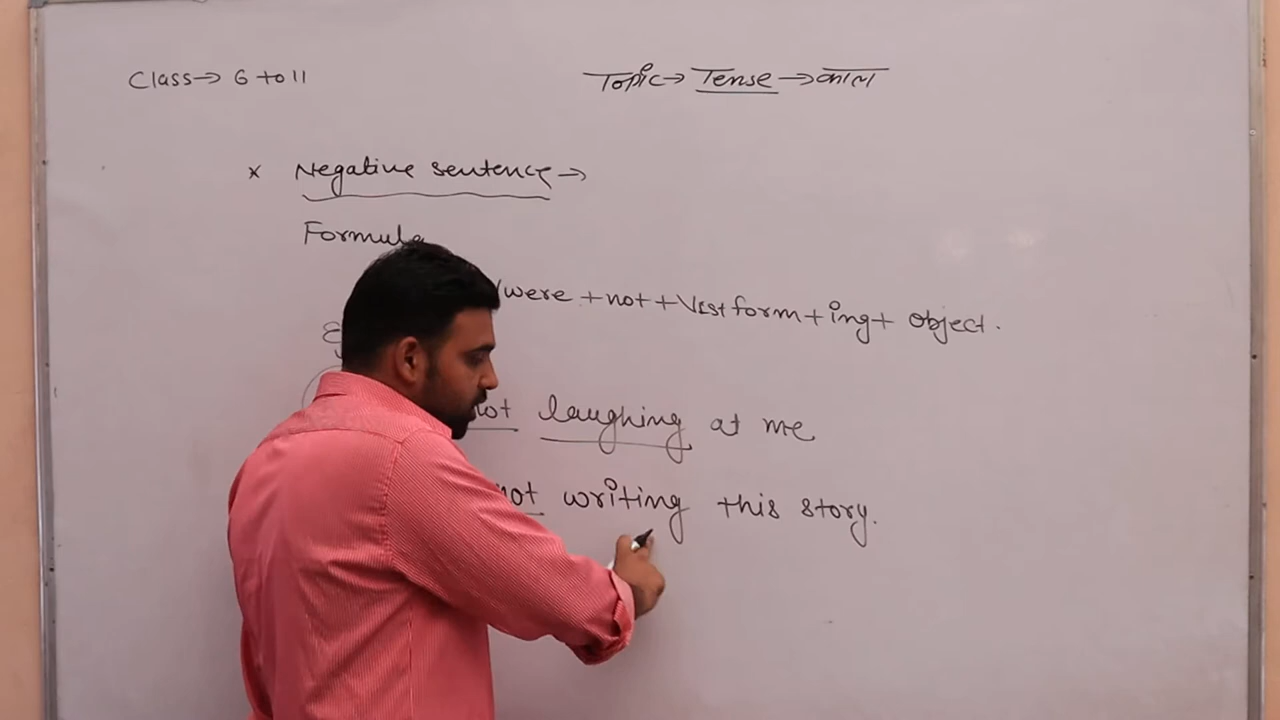 Class→ 6 to 11
Topic→ Tense →काल
x Negative sentence→
Formula
/were +not+VIst form+ing+ object.
not laughing at me
not writing this story.